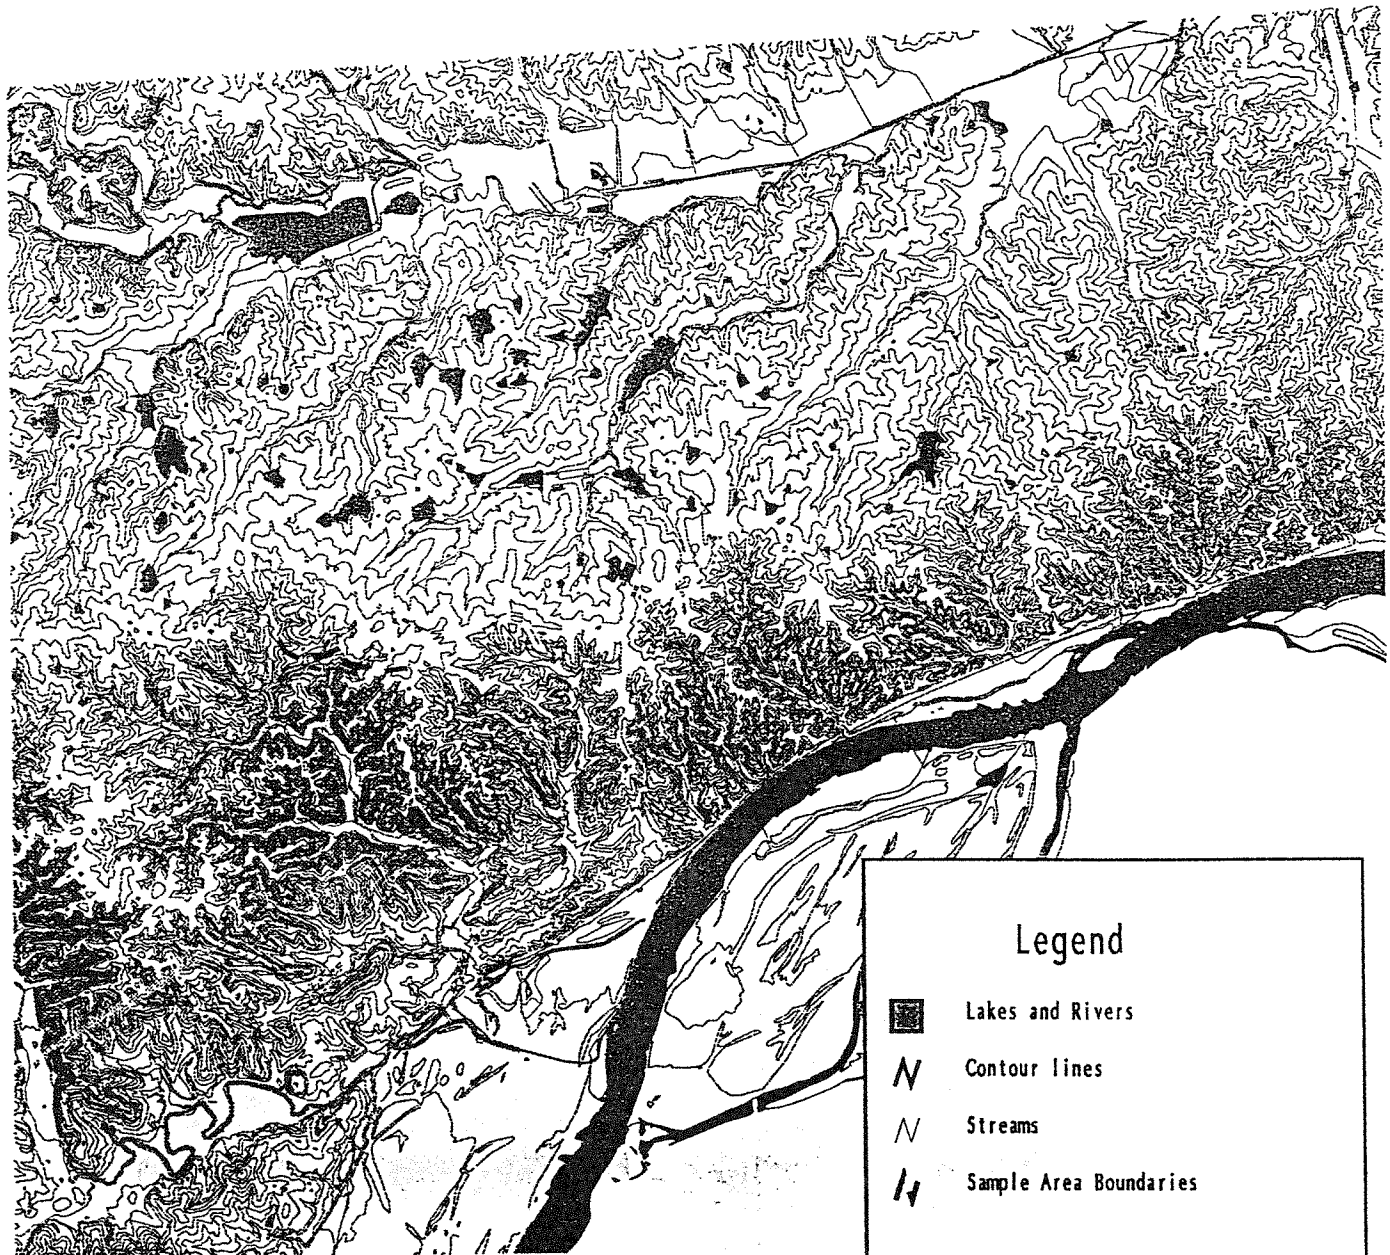 Legend
Lakes and Rivers
Contour lines
Streams
Sample Area Boundaries